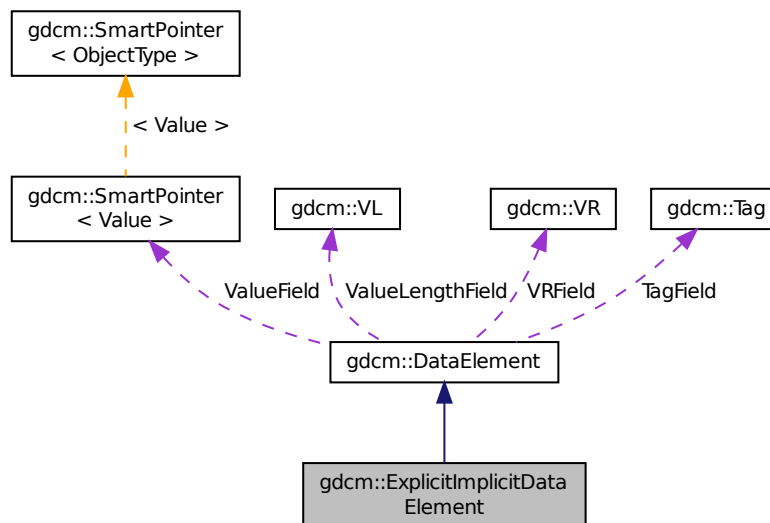 gdcm::SmartPointer
< ObjectType >
< Value >
gdcm::SmartPointer
< Value >
gdcm::VL
gdcm::VR
gdcm::Tag
ValueField
ValueLengthField
VRField
TagField
gdcm::DataElement
gdcm::ExplicitImplicitData
Element